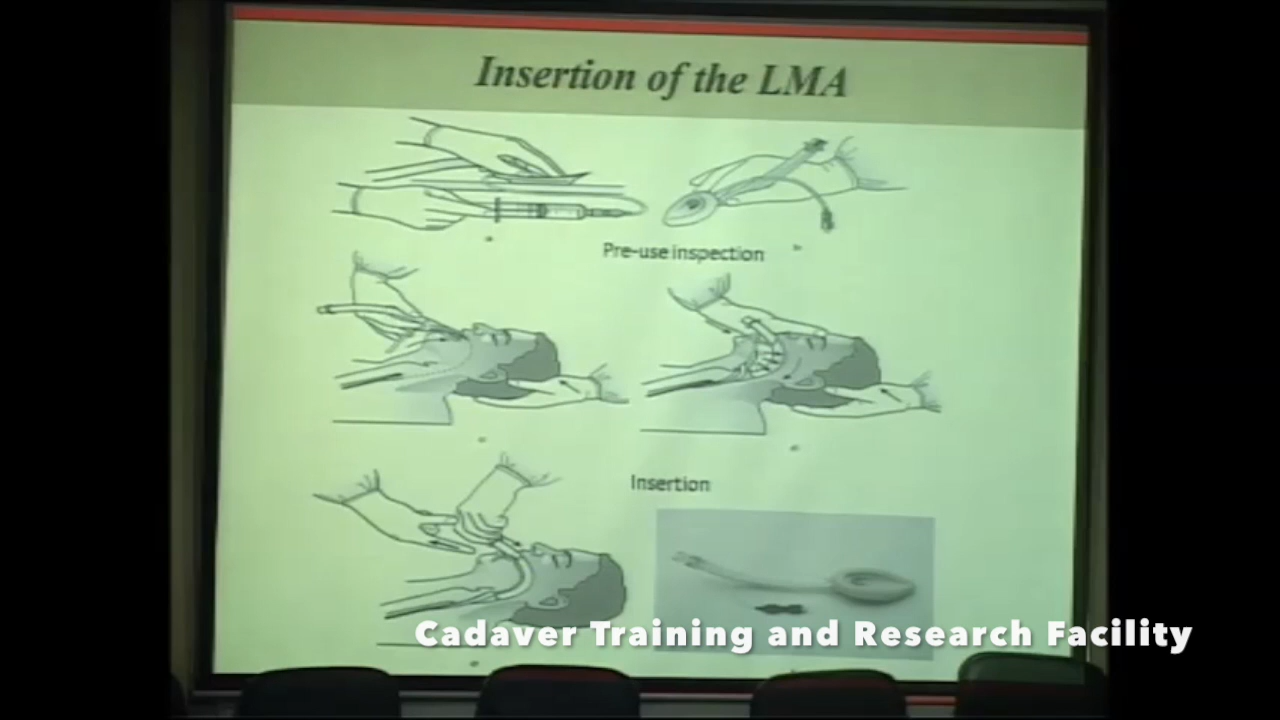 Insertion of the LMA
Pre-use inspection
Insertion
Cadaver Training and Research Facility